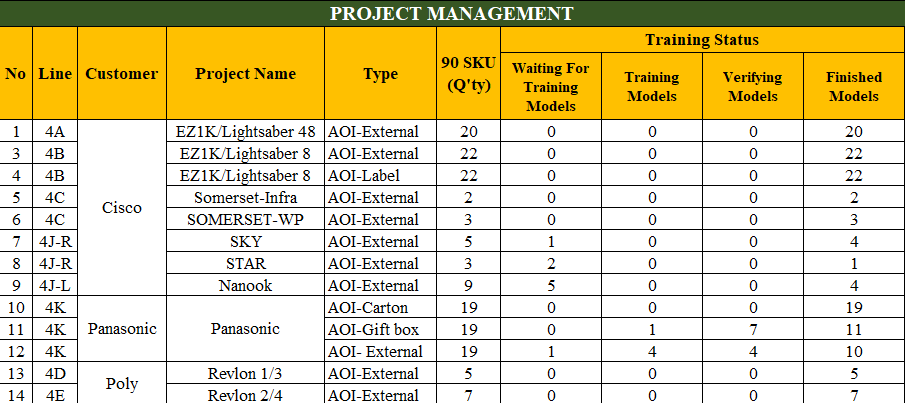 PROJECT MANAGEMENT
No Line Customer Project Name Type 90 SKU (Q'ty) Training Status
Waiting For Training Models Training Models Verifying Models Finished Models
1 4A Cisco EZ1K/Lightsaber 48 AOI-External 20 0 0 0 20
3 4B EZ1K/Lightsaber 8 AOI-External 22 0 0 0 22
4 4B EZ1K/Lightsaber 8 AOI-Label 22 0 0 0 22
5 4C Somerset-Infra AOI-External 2 0 0 0 2
6 4C SOMERSET-WP AOI-External 3 0 0 0 3
7 4J-R SKY AOI-External 5 1 0 0 4
8 4J-R STAR AOI-External 3 2 0 0 1
9 4J-L Nanook AOI-External 9 5 0 0 4
10 4K Panasonic Panasonic AOI-Carton 19 0 0 0 19
11 4K AOI-Gift box 19 0 1 7 11
12 4K AOI- External 19 1 4 4 10
13 4D Poly Revlon 1/3 AOI-External 5 0 0 0 5
14 4E Revlon 2/4 AOI-External 7 0 0 0 7